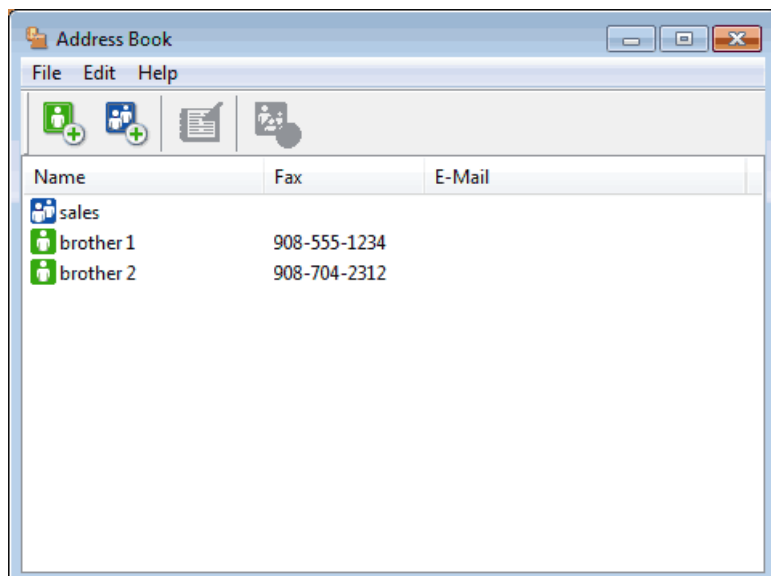 Address Book
File Edit Help
Name Fax E-Mail
sales
brother 1 908-555-1234
brother 2 908-704-2312